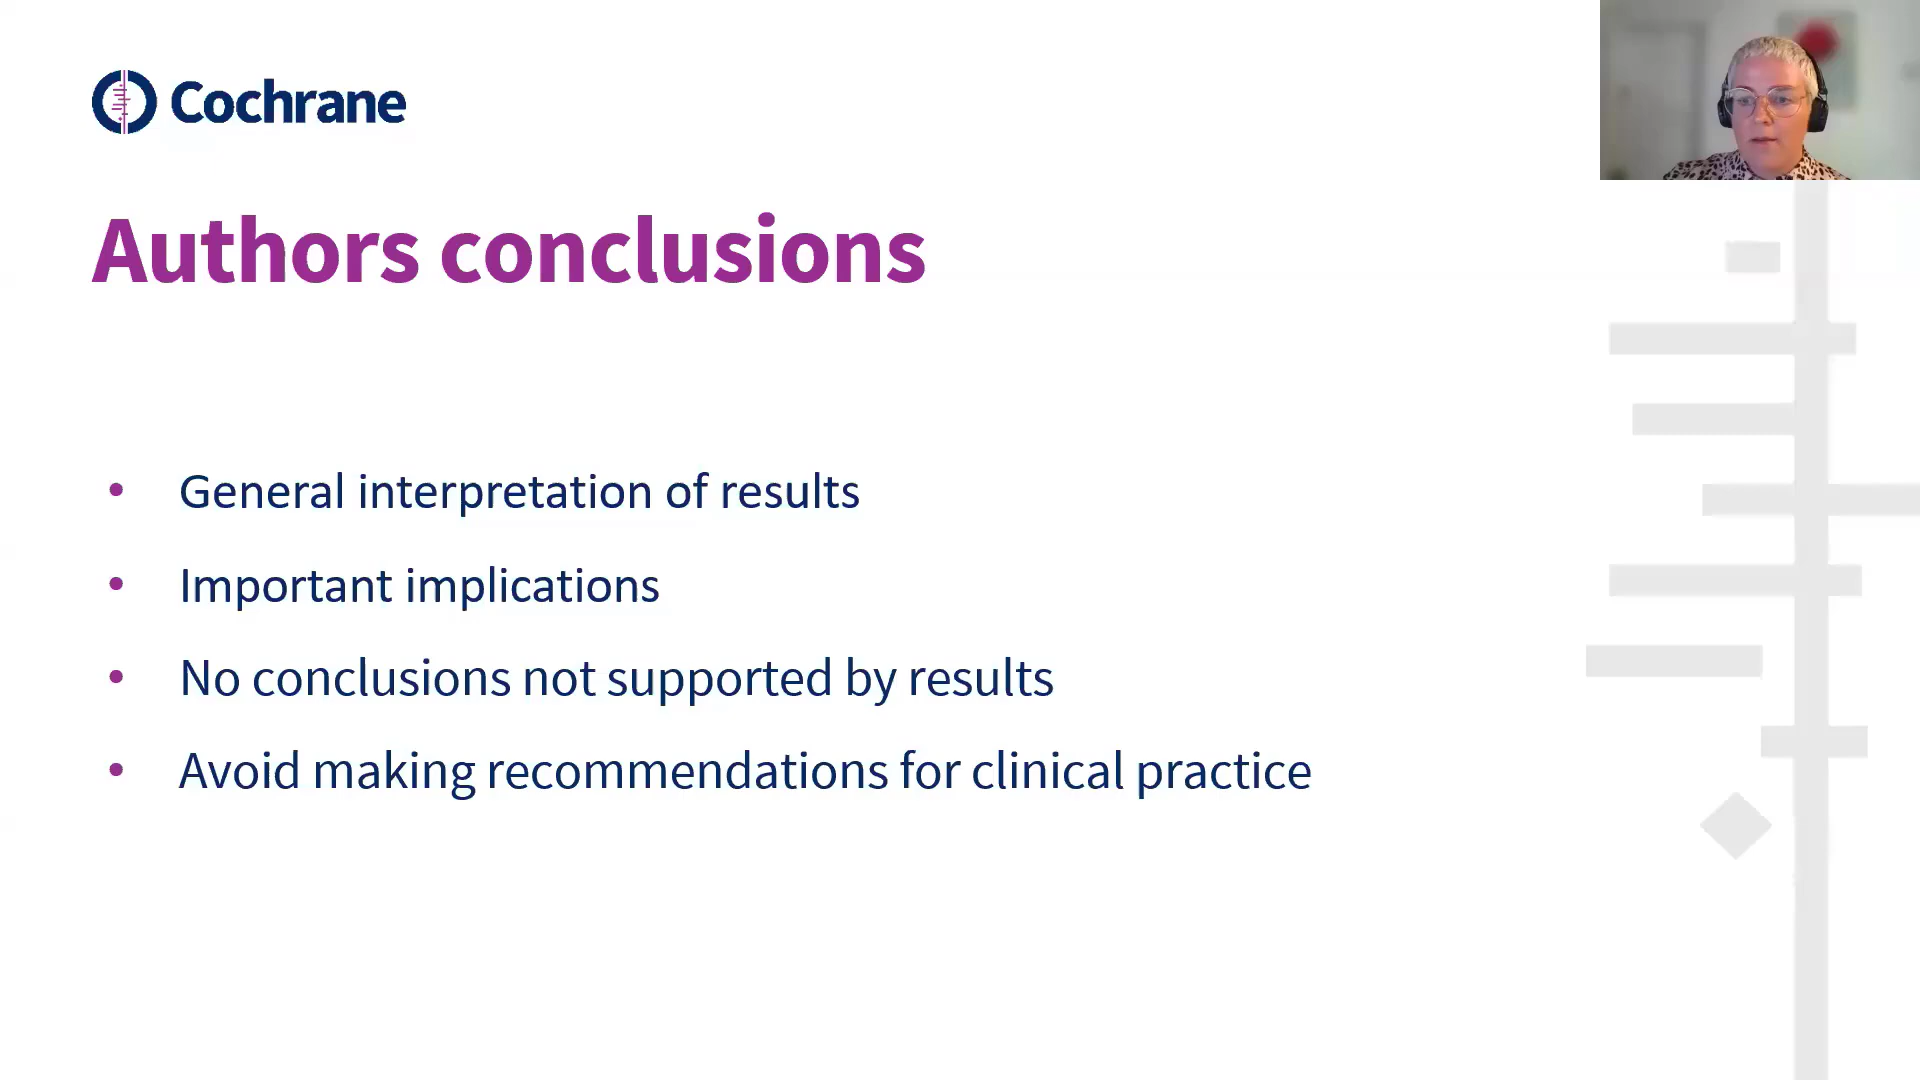 Cochrane
Authors conclusions
• General interpretation of results
• Important implications
• No conclusions not supported by results
• Avoid making recommendations for clinical practice